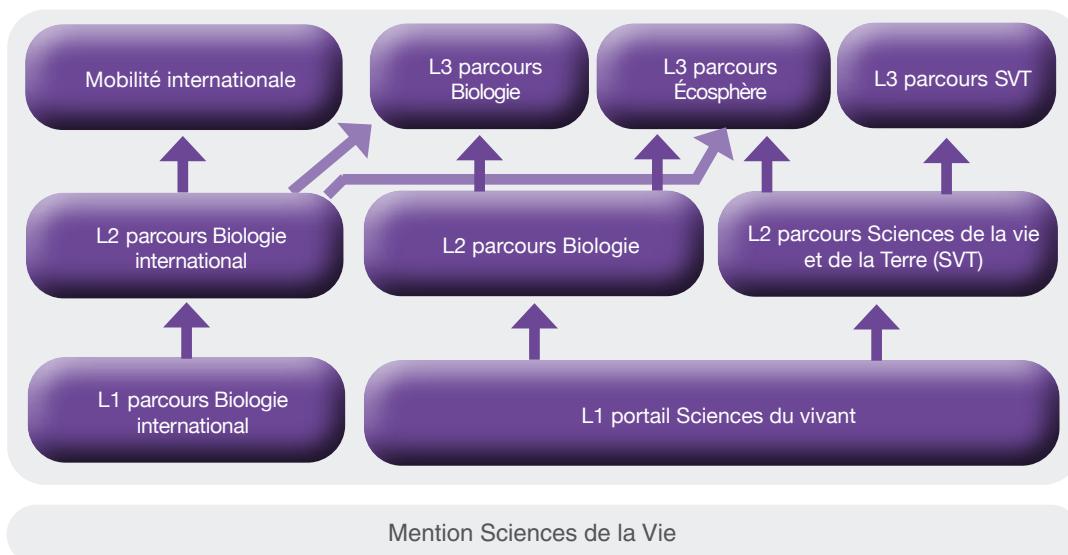 Mobilité internationale
L3 parcours
Biologie
L3 parcours
Écosphère
L3 parcours SVT
L2 parcours Biologie
international
L2 parcours Biologie
L2 parcours Sciences de la vie
et de la Terre (SVT)
L1 parcours Biologie
international
L1 portail Sciences du vivant
Mention Sciences de la Vie